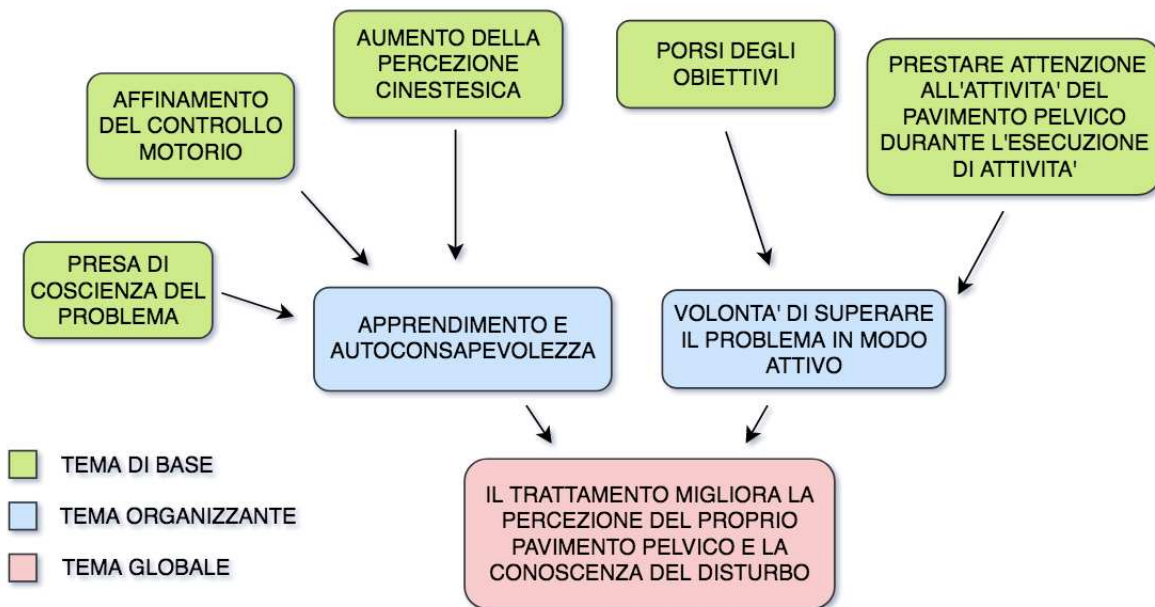 AUMENTO DELLA
PERCEZIONE
CINESTESICA
PORSI DEGLI
OBIETTIVI
PRESTARE ATTENZIONE
ALL'ATTIVITA' DEL
PAVIMENTO PELVICO
DURANTE L'ESECUZIONE
DI ATTIVITA'
AFFINAMENTO
DEL CONTROLLO
MOTORIO
PRESA DI
COSCIENZA DEL
PROBLEMA
APPRENDIMENTO E
AUTOCONSAPEVOLEZZA
VOLONTA' DI SUPERARE
IL PROBLEMA IN MODO
ATTIVO
TEMA DI BASE
TEMA ORGANIZZANTE
TEMA GLOBALE
IL TRATTAMENTO MIGLIORA LA
PERCEZIONE DEL PROPRIO
PAVIMENTO PELVICO E LA
CONOSCENZA DEL DISTURBO